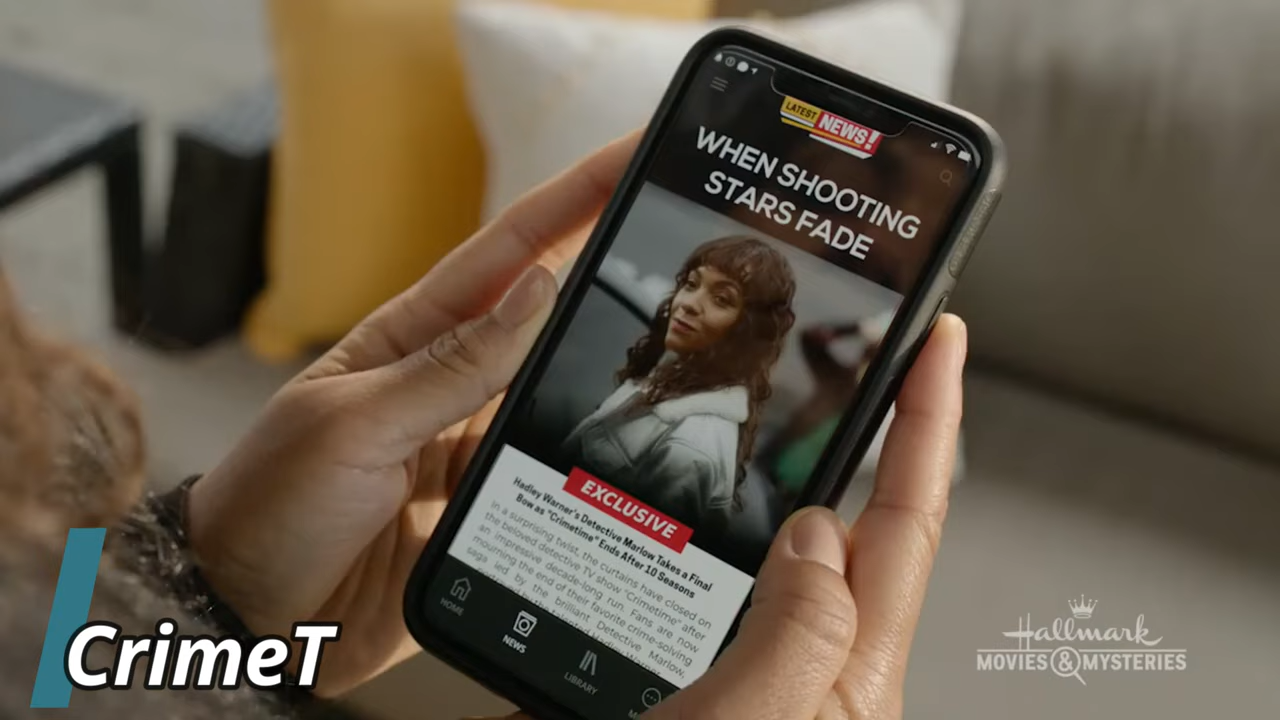 LATEST NEWS!
WHEN SHOOTING
STARS FADE
EXCLUSIVE
Hadley Warner's Detective Marlow Takes a Final
Bow as "Crimetime" Ends After 10 Seasons
In a surprising twist, the curtains have closed on
the beloved detective TV show "Crimetime" after
an impressive decade-long run. Fans are now
mourning the end of their favorite crime-solving
saga led by the brilliant Detective Marlow,
HOME
NEWS
LIBRARY
CrimeT
Hallmark
MOVIES & MYSTERIES